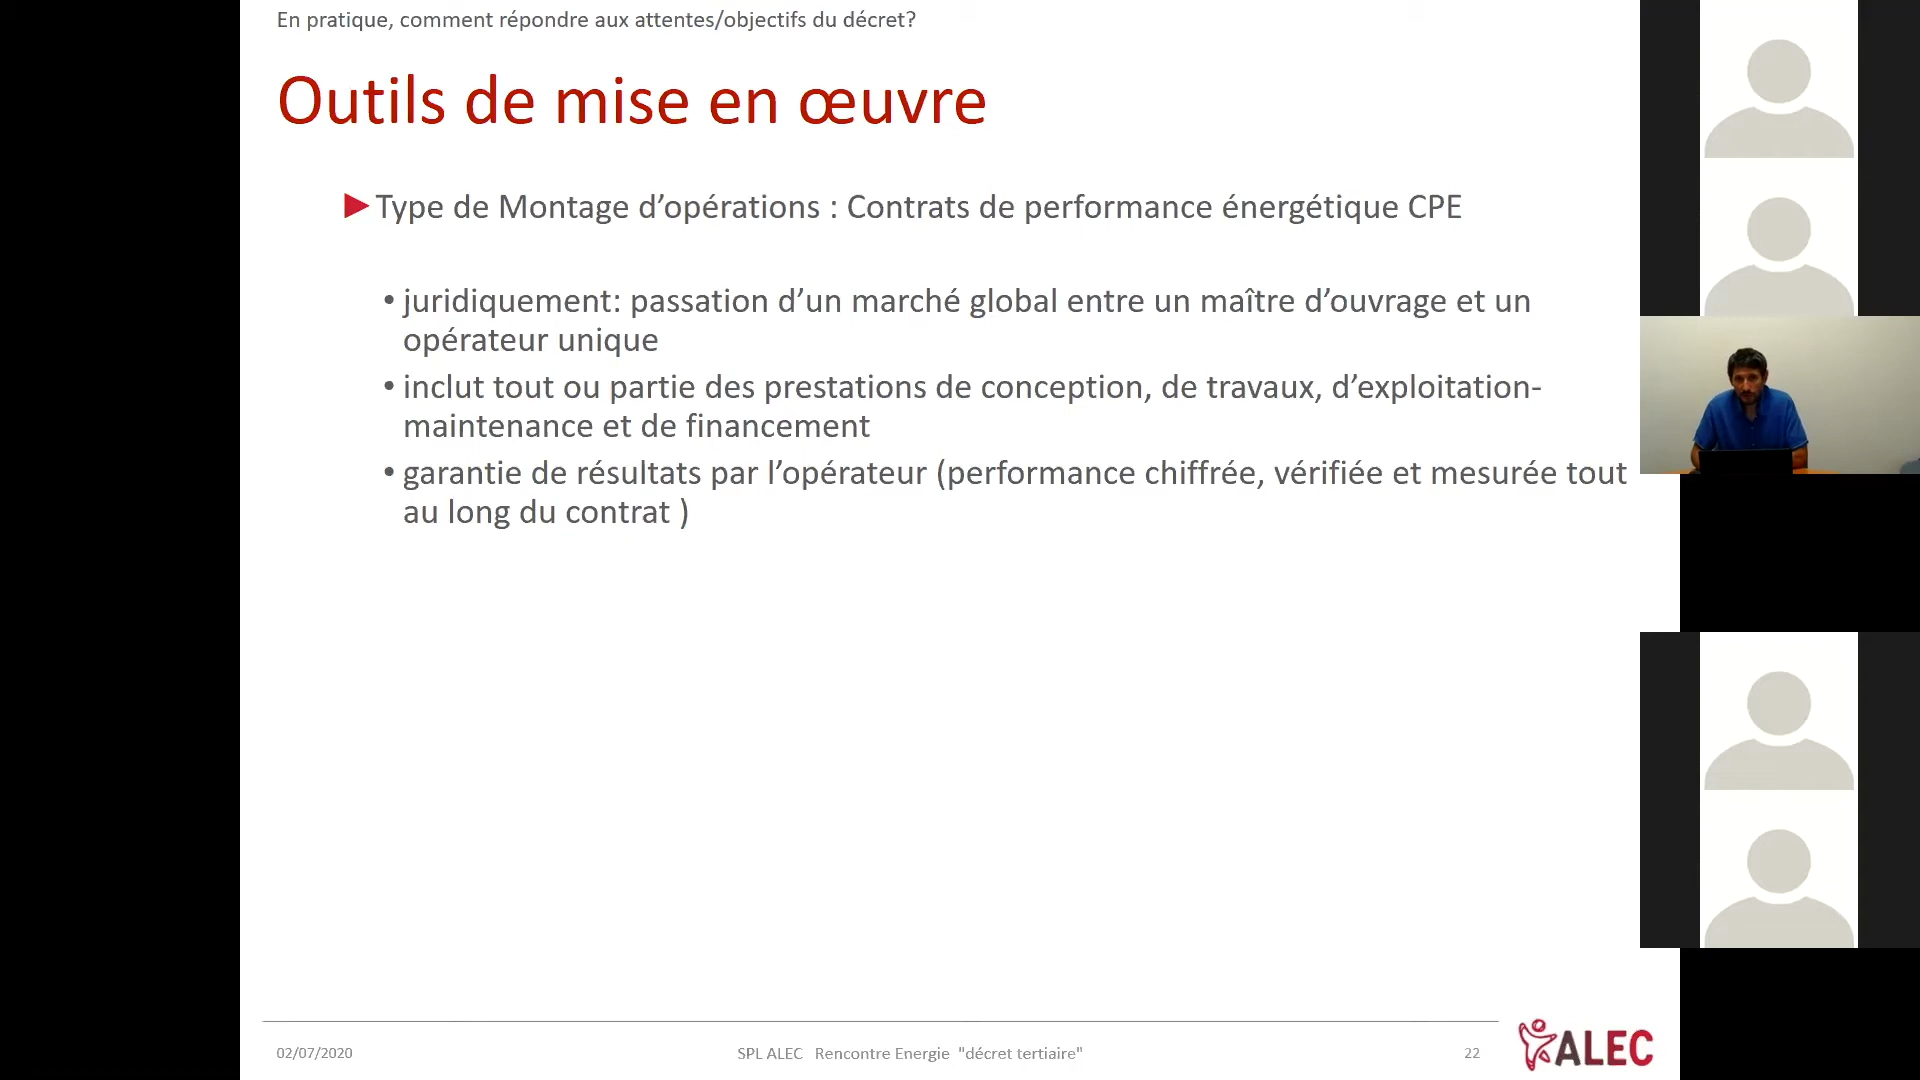 En pratique, comment répondre aux attentes/objectifs du décret?
Outils de mise en œuvre
Type de Montage d’opérations : Contrats de performance énergétique CPE
• juridiquement: passation d’un marché global entre un maître d’ouvrage et un
opérateur unique
• inclut tout ou partie des prestations de conception, de travaux, d’exploitation-
maintenance et de financement
• garantie de résultats par l’opérateur (performance chiffrée, vérifiée et mesurée tout
au long du contrat )
02/07/2020
SPL ALEC Rencontre Energie "décret tertiaire"
22
ALEC